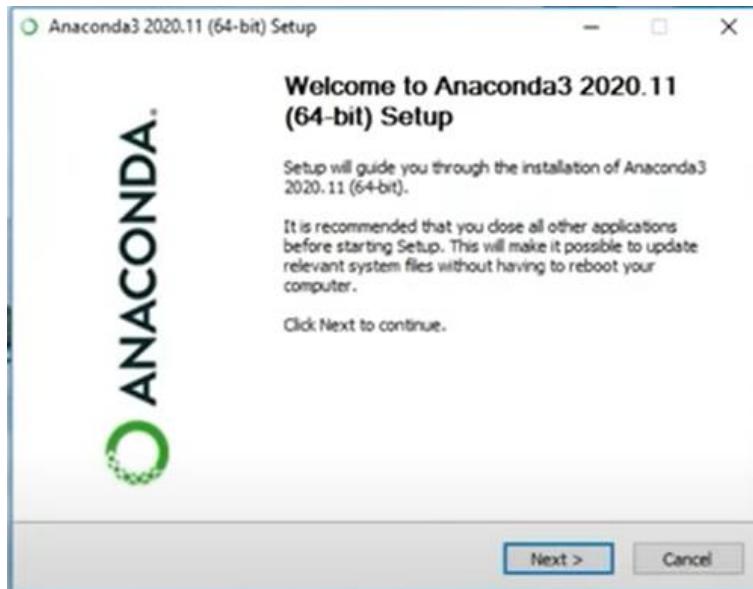 Anaconda3 2020.11 (64-bit) Setup
Welcome to Anaconda3 2020.11
(64-bit) Setup
Setup will guide you through the installation of Anaconda3
2020.11 (64-bit).
It is recommended that you close all other applications
before starting Setup. This will make it possible to update
relevant system files without having to reboot your
computer.
Click Next to continue.
ANACONDA.
Next >
Cancel